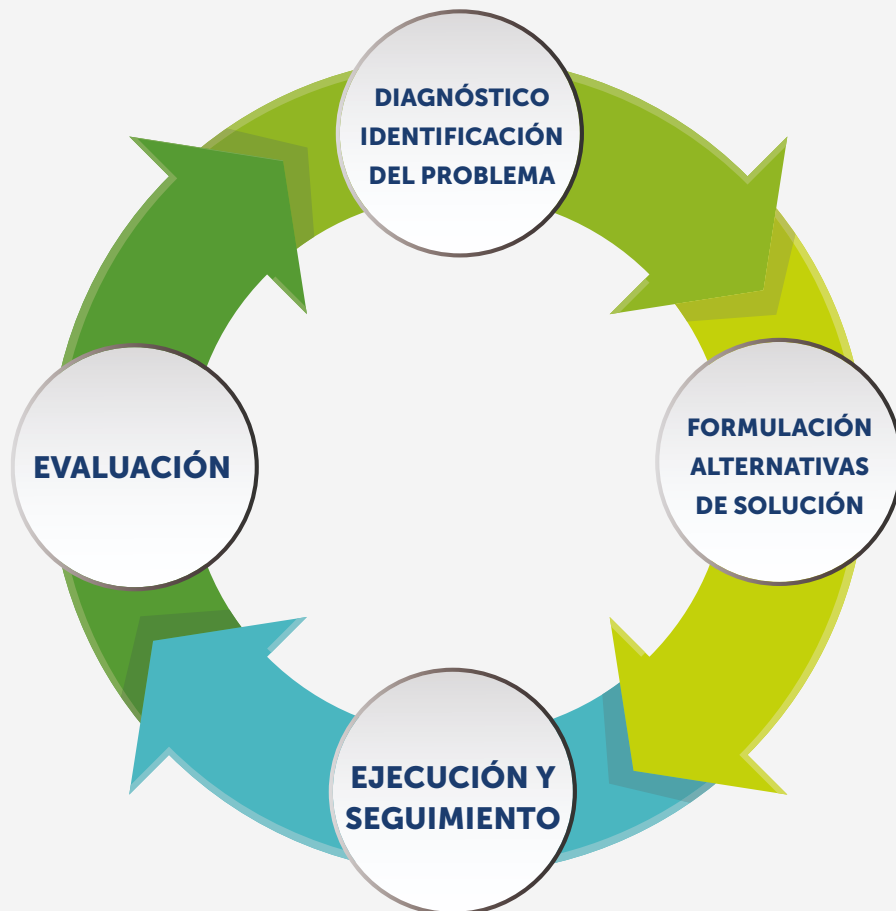 DIAGNÓSTICO
IDENTIFICACIÓN
DEL PROBLEMA
FORMULACIÓN
ALTERNATIVAS
DE SOLUCIÓN
EJECUCIÓN Y
SEGUIMIENTO
EVALUACIÓN